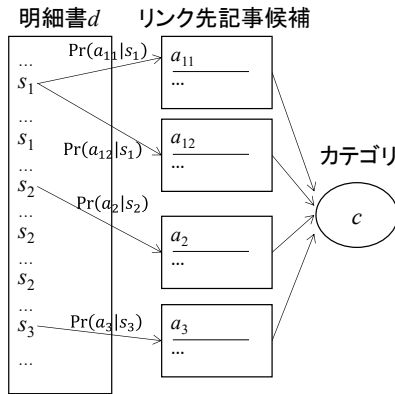 明細書d リンク先記事候補
...
s₁
...
s₁
...
s₂
...
s₂
...
s₂
...
s₃
...
Pr(a₁₁|s₁)
Pr(a₁₂|s₁)
Pr(a₂|s₂)
Pr(a₃|s₃)
a₁₁
...
a₁₂
...
a₂
...
a₃
...
カテゴリ
c